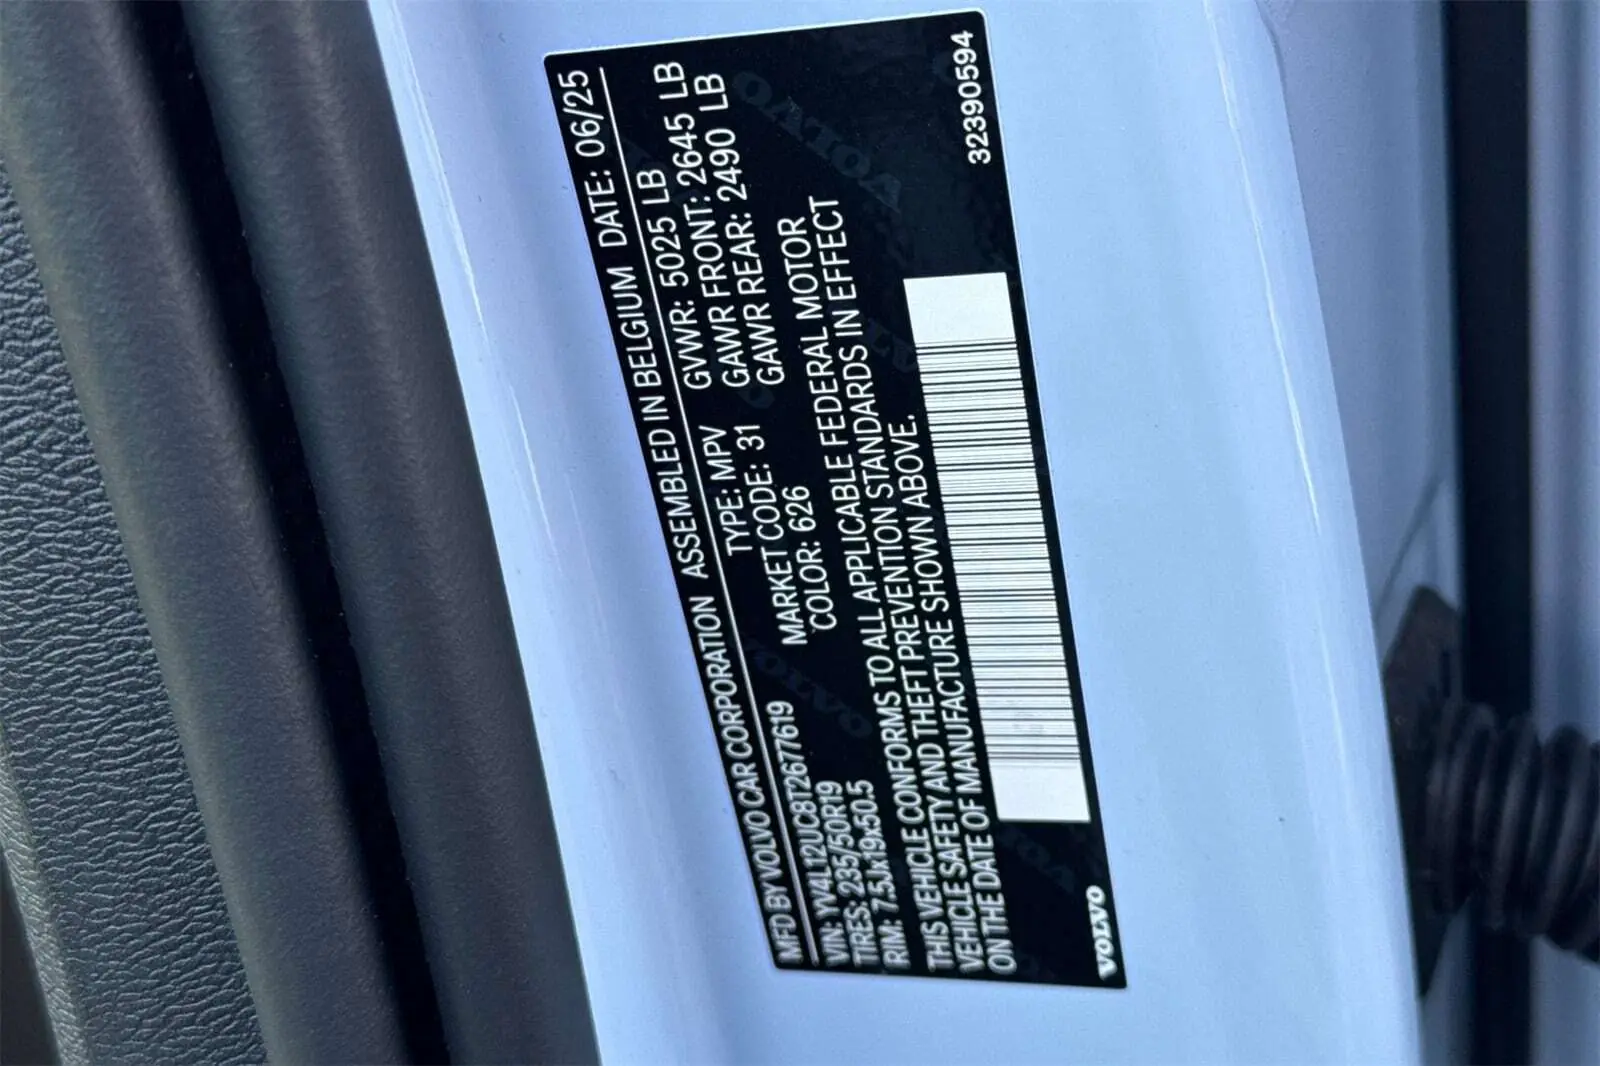 MFD BY VOLVO CAR CORPORATION ASSEMBLED IN BELGIUM DATE: 06/25
VIN: YV4L12UC8T2677619 TYPE: MPV GVWR: 5025 LB
TIRES: 235/50R19 MARKET CODE: 31 GAWR FRONT: 2645 LB
RIM: 7.5Jx19x50.5 COLOR: 626 GAWR REAR: 2490 LB
THIS VEHICLE CONFORMS TO ALL APPLICABLE FEDERAL MOTOR
VEHICLE SAFETY AND THEFT PREVENTION STANDARDS IN EFFECT
ON THE DATE OF MANUFACTURE SHOWN ABOVE.
VOLVO 32390594